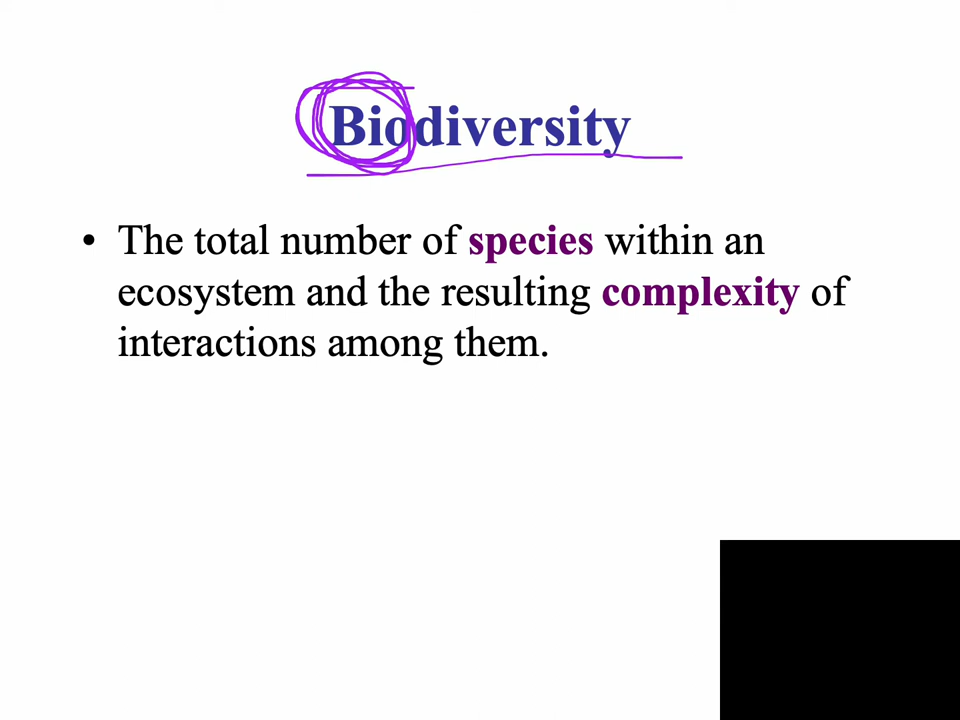 Biodiversity
• The total number of species within an
ecosystem and the resulting complexity of
interactions among them.